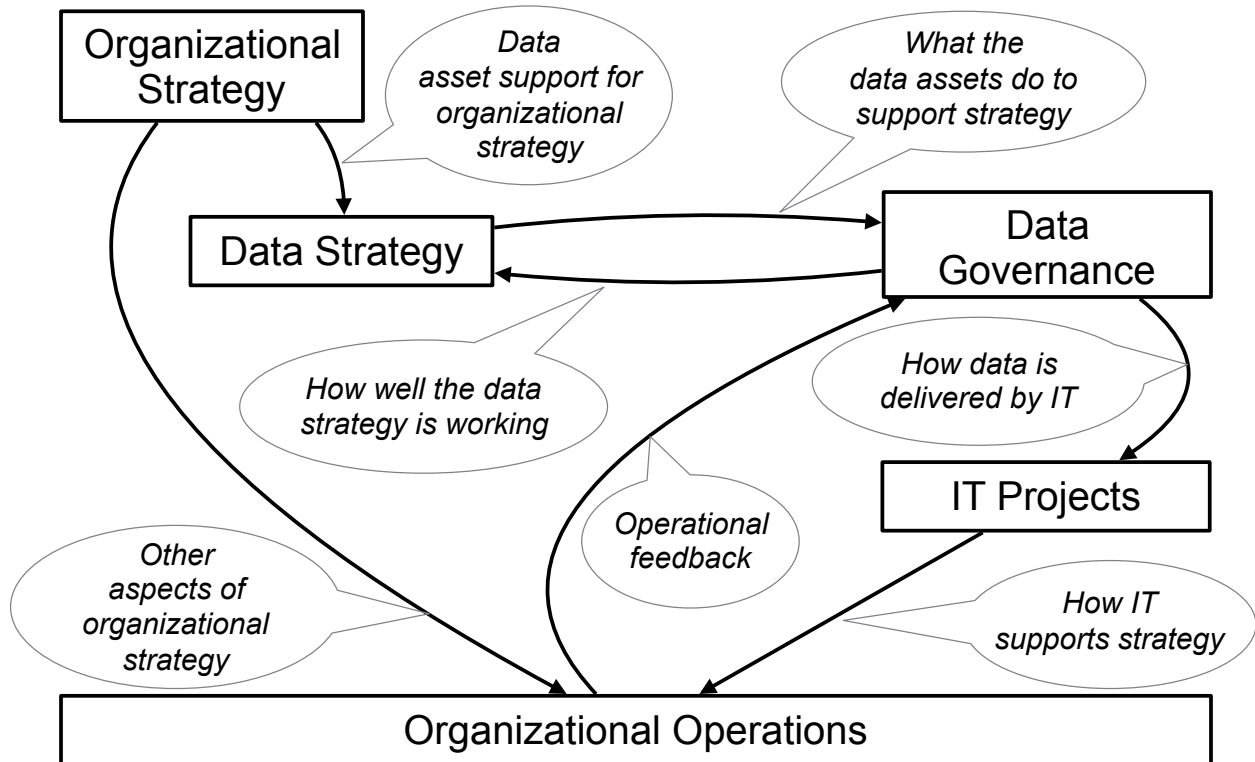 Organizational
Strategy
Data
asset support for
organizational
strategy
What the
data assets do to
support strategy
Data Strategy
Data
Governance
How well the data
strategy is working
How data is
delivered by IT
IT Projects
Operational
feedback
Other
aspects of
organizational
strategy
How IT
supports strategy
Organizational Operations